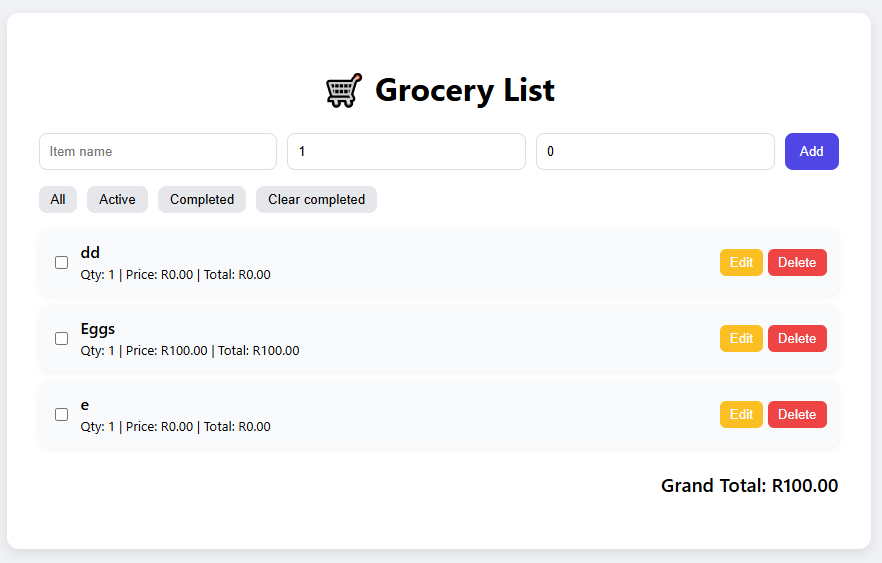 Grocery List
Item name 1 0 Add
All Active Completed Clear completed
dd
Qty: 1 | Price: R0.00 | Total: R0.00
Edit Delete
Eggs
Qty: 1 | Price: R100.00 | Total: R100.00
Edit Delete
e
Qty: 1 | Price: R0.00 | Total: R0.00
Edit Delete
Grand Total: R100.00